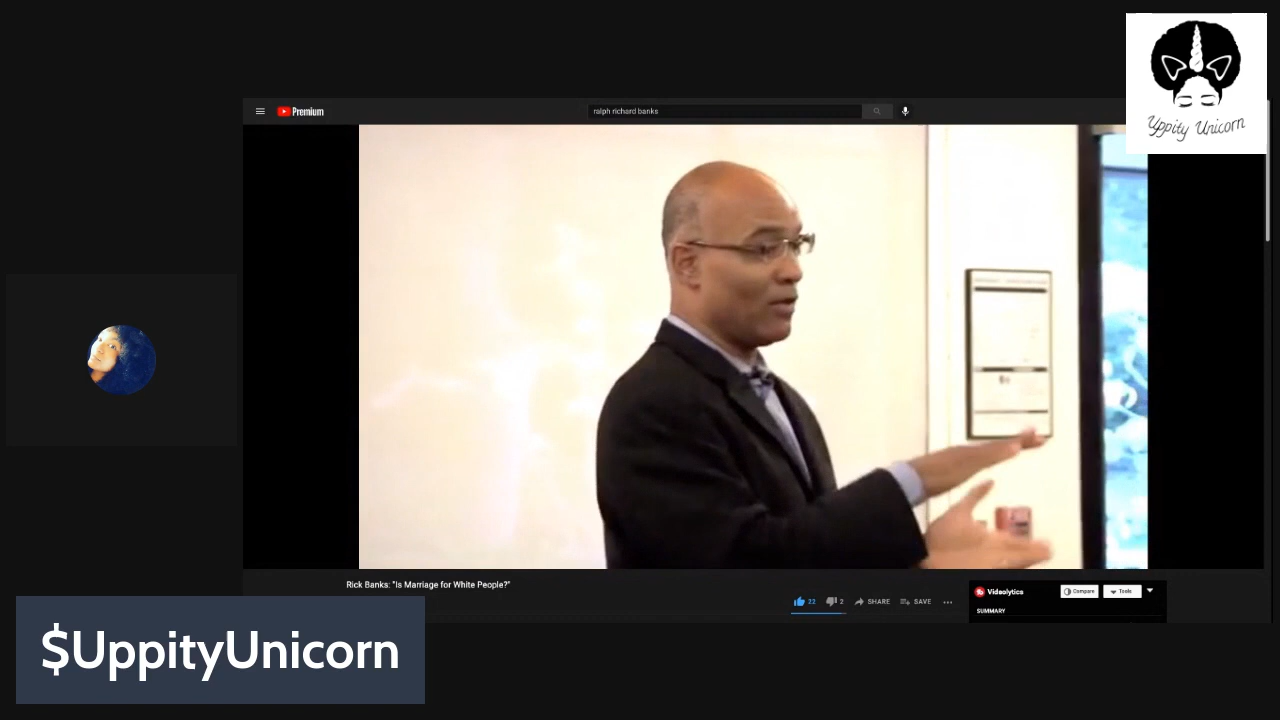 Premium
ralph richard banks
Uppity Unicorn
Rick Banks: "Is Marriage for White People?"
22
2
SHARE
SAVE
Videolytics
Compare
Tools
SUMMARY
$UppityUnicorn